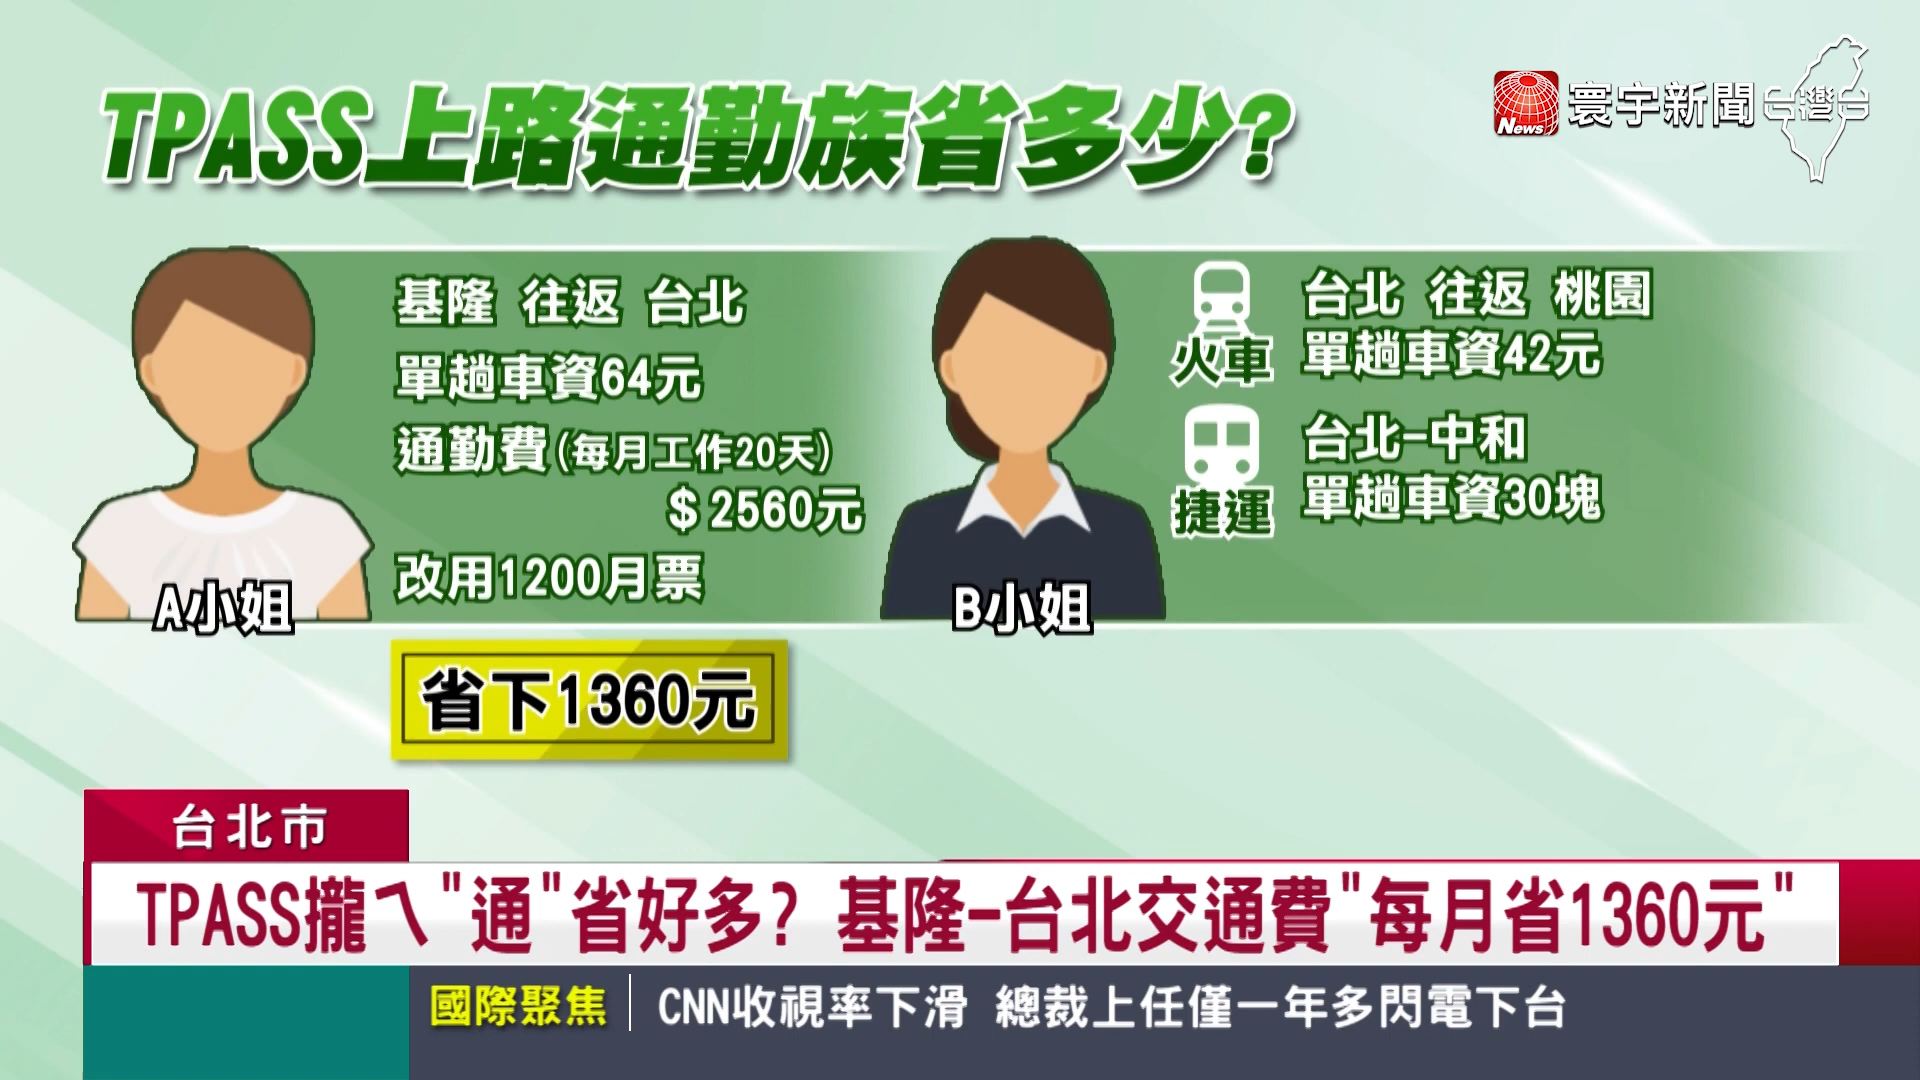 TPASS上路通勤族省多少?
News 寰宇新聞 台灣台
基隆 往返 台北
單趟車資64元
通勤費(每月工作20天)
$2560元
改用1200月票
A小姐
省下1360元
火車
台北 往返 桃園
單趟車資42元
捷運
台北-中和
單趟車資30塊
B小姐
台北市
TPASS攏ㄟ"通"省好多? 基隆-台北交通費"每月省1360元"
國際聚焦 CNN收視率下滑 總裁上任僅一年多閃電下台